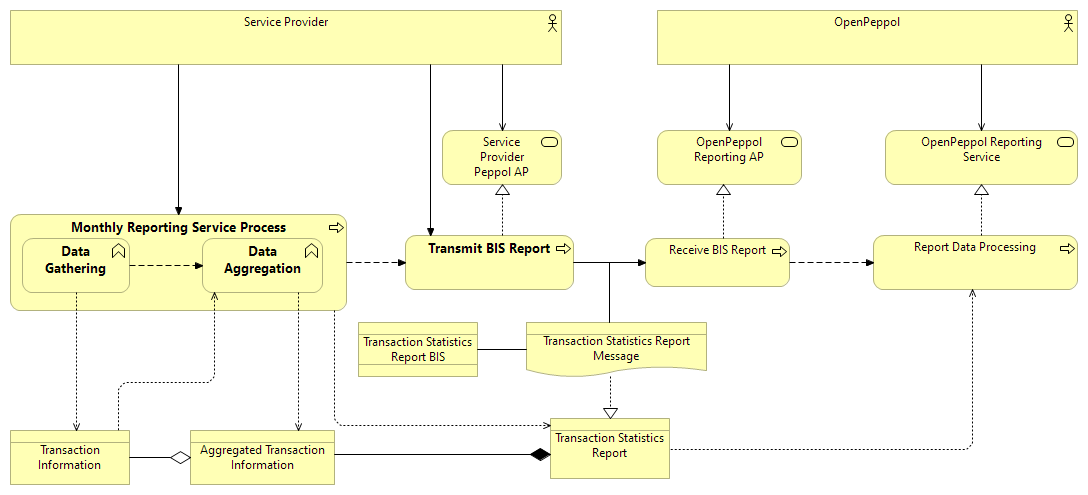 Service Provider
OpenPeppol
Service
Provider
Peppol AP
OpenPeppol
Reporting AP
OpenPeppol Reporting
Service
Monthly Reporting Service Process
Data
Gathering
Data
Aggregation
Transmit BIS Report
Receive BIS Report
Report Data Processing
Transaction Statistics
Report BIS
Transaction Statistics Report
Message
Transaction
Information
Aggregated Transaction
Information
Transaction Statistics
Report